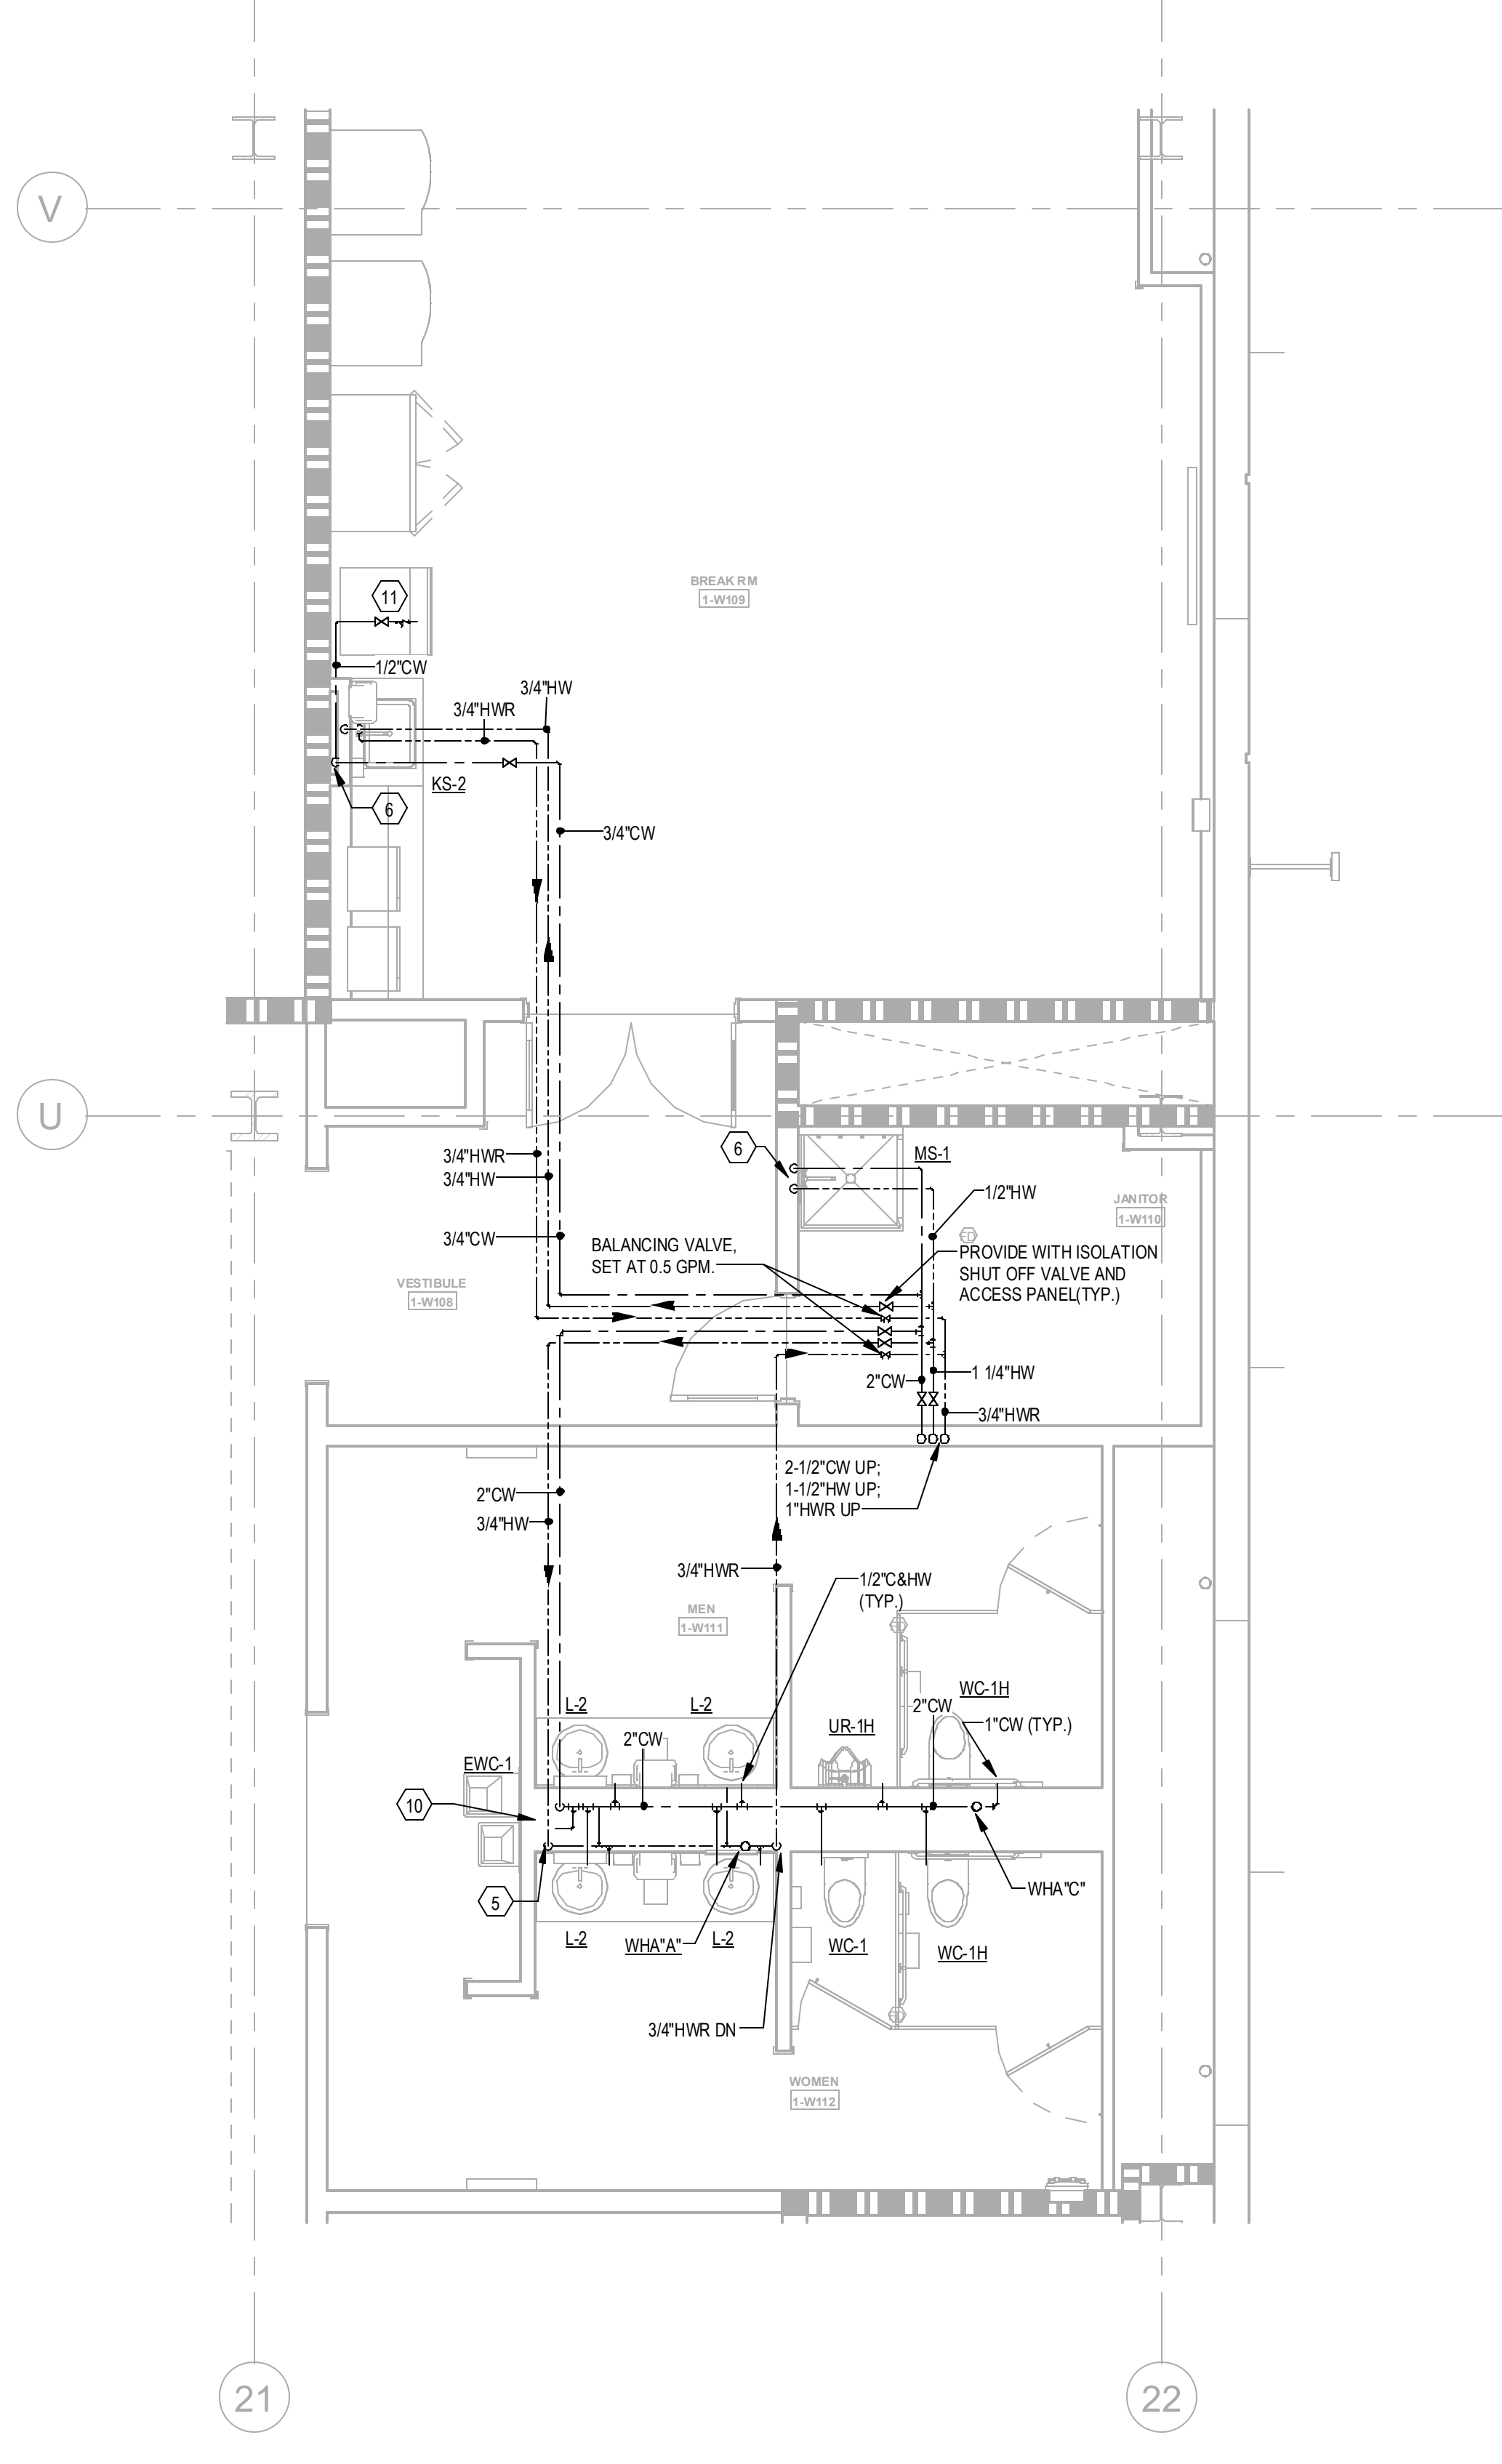 V
BREAK RM
1-W109
11
1/2"CW
3/4"HW
3/4"HWR
KS-2
6
3/4"CW
U
6
MS-1
3/4"HWR
3/4"HW
1/2"HW
JANITOR
1-W110
FD
3/4"CW
BALANCING VALVE,
SET AT 0.5 GPM.
PROVIDE WITH ISOLATION
SHUT OFF VALVE AND
ACCESS PANEL(TYP.)
VESTIBULE
1-W108
2"CW
1 1/4"HW
3/4"HWR
2-1/2"CW UP;
1-1/2"HW UP;
1"HWR UP
2"CW
3/4"HW
3/4"HWR
1/2"C&HW
(TYP.)
MEN
1-W111
L-2
L-2
WC-1H
2"CW
UR-1H
1"CW (TYP.)
2"CW
EWC-1
10
5
WHA"C"
L-2
WHA"A"
L-2
WC-1
WC-1H
3/4"HWR DN
WOMEN
1-W112
21
22